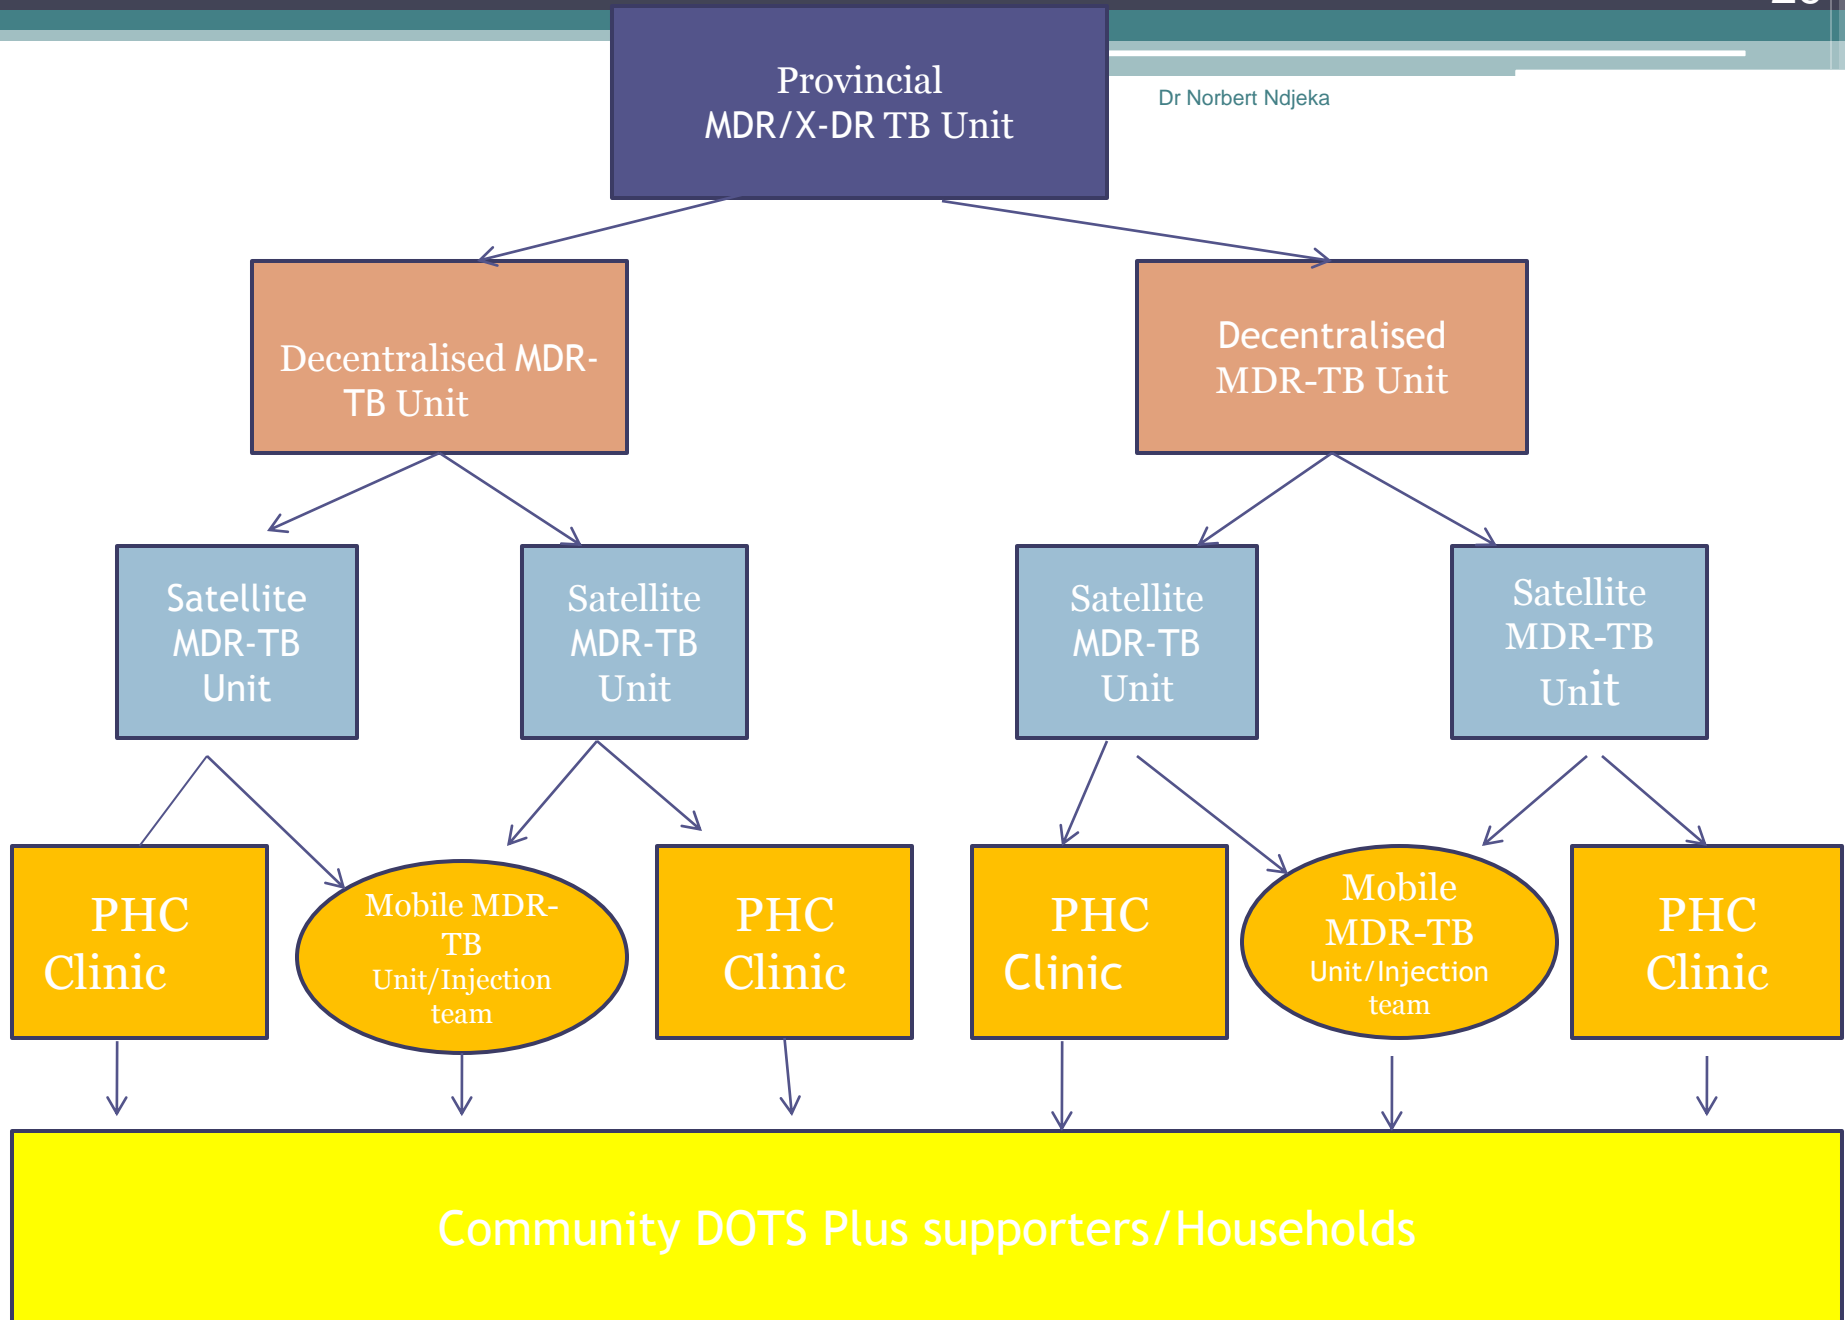 Provincial
MDR/X-DR TB Unit
Dr Norbert Ndjeka
Decentralised MDR-
TB Unit
Decentralised
MDR-TB Unit
Satellite
MDR-TB
Unit
Satellite
MDR-TB
Unit
Satellite
MDR-TB
Unit
Satellite
MDR-TB
Unit
PHC
Clinic
Mobile MDR-
TB
Unit/Injection
team
PHC
Clinic
PHC
Clinic
Mobile
MDR-TB
Unit/Injection
team
PHC
Clinic
Community DOTS Plus supporters/Households